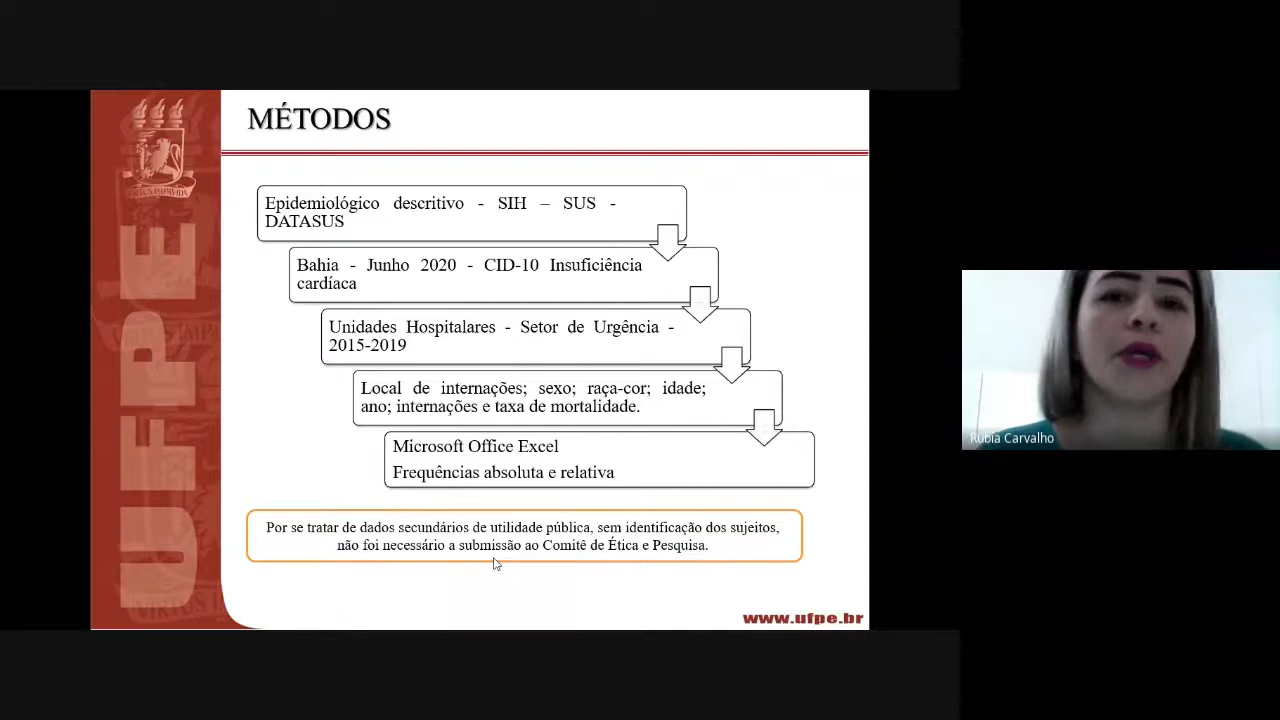 MÉTODOS
Epidemiológico descritivo - SIH – SUS -
DATASUS
Bahia - Junho 2020 - CID-10 Insuficiência
cardíaca
Unidades Hospitalares - Setor de Urgência -
2015-2019
Local de internações; sexo; raça-cor; idade;
ano; internações e taxa de mortalidade.
Microsoft Office Excel
Frequências absoluta e relativa
Por se tratar de dados secundários de utilidade pública, sem identificação dos sujeitos,
não foi necessário a submissão ao Comitê de Ética e Pesquisa.
www.ufpe.br
UFPE
VIRTUS IMPAVIDA
Rubia Carvalho